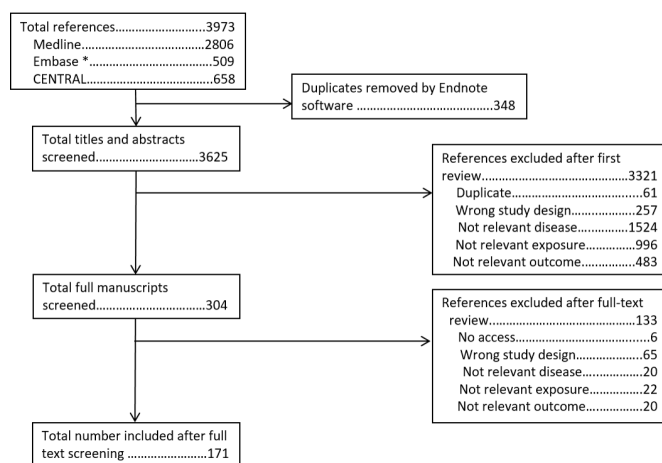 Total references...........................3973
Medline.....................................2806
Embase *..................................509
CENTRAL...................................658
Duplicates removed by Endnote
software ........................................348
Total titles and abstracts
screened...............................3625
References excluded after first
review...........................................3321
Duplicate......................................61
Wrong study design...................257
Not relevant disease...............1524
Not relevant exposure..............996
Not relevant outcome...............483
Total full manuscripts
screened................................304
References excluded after full-text
review..........................................133
No access.......................................6
Wrong study design....................65
Not relevant disease...................20
Not relevant exposure................22
Not relevant outcome.................20
Total number included after full
text screening ........................171